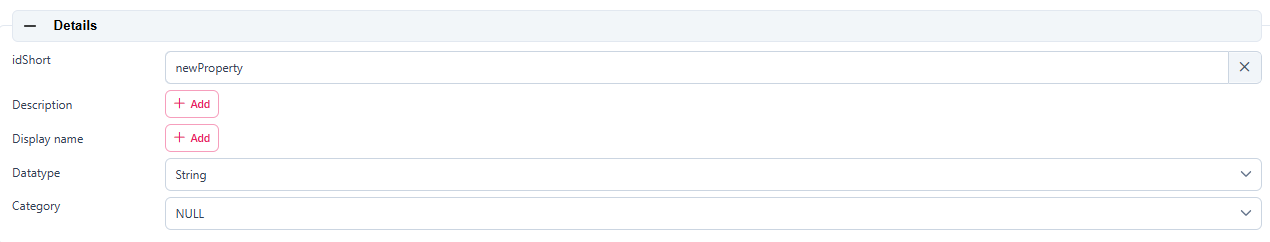 Details
idShort
newProperty
Description
Add
Display name
Add
Datatype
String
Category
NULL